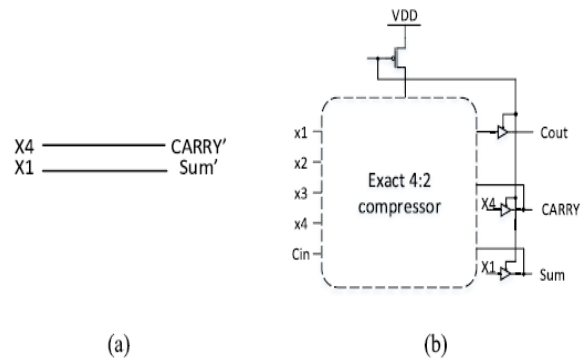 X4 CARRY'
X1 Sum'
(a)
VDD
x1
x2
x3
x4
Cin
Exact 4:2
compressor
Cout
X4 CARRY
X1 Sum
(b)